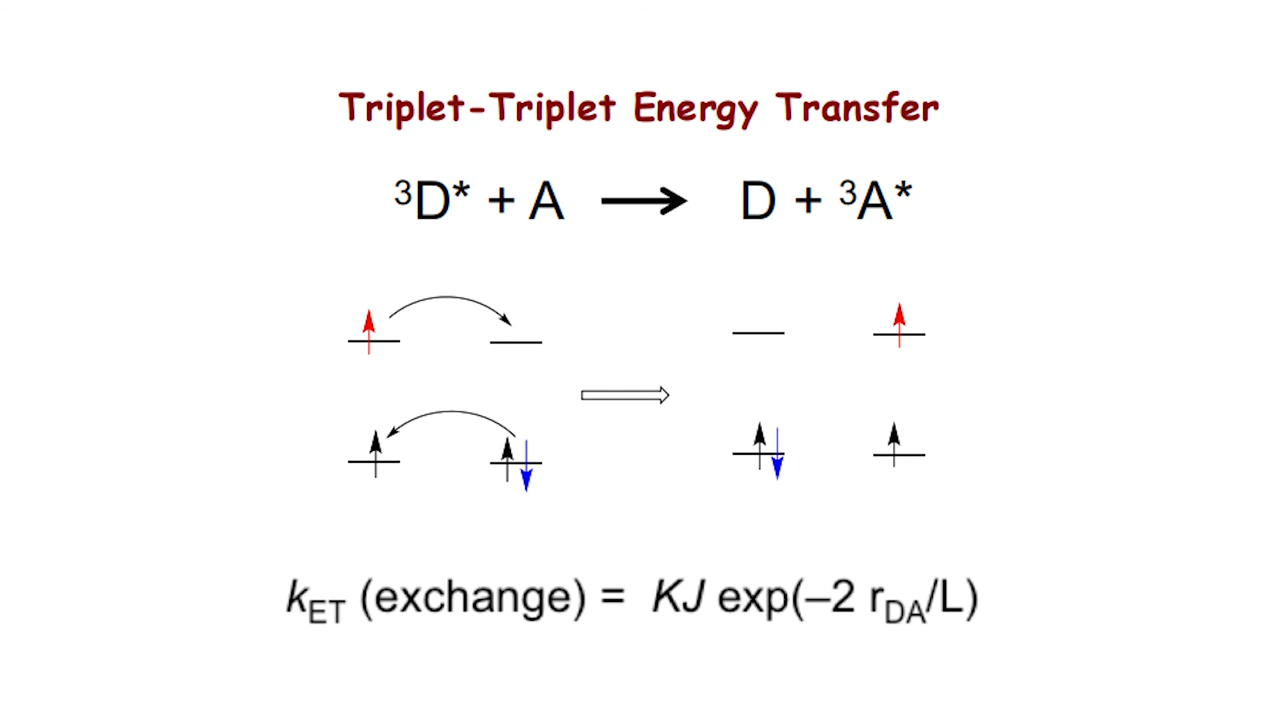 Triplet-Triplet Energy Transfer
³D* + A ⟶ D + ³A*
k_ET (exchange) = KJ exp(–2 r_DA/L)